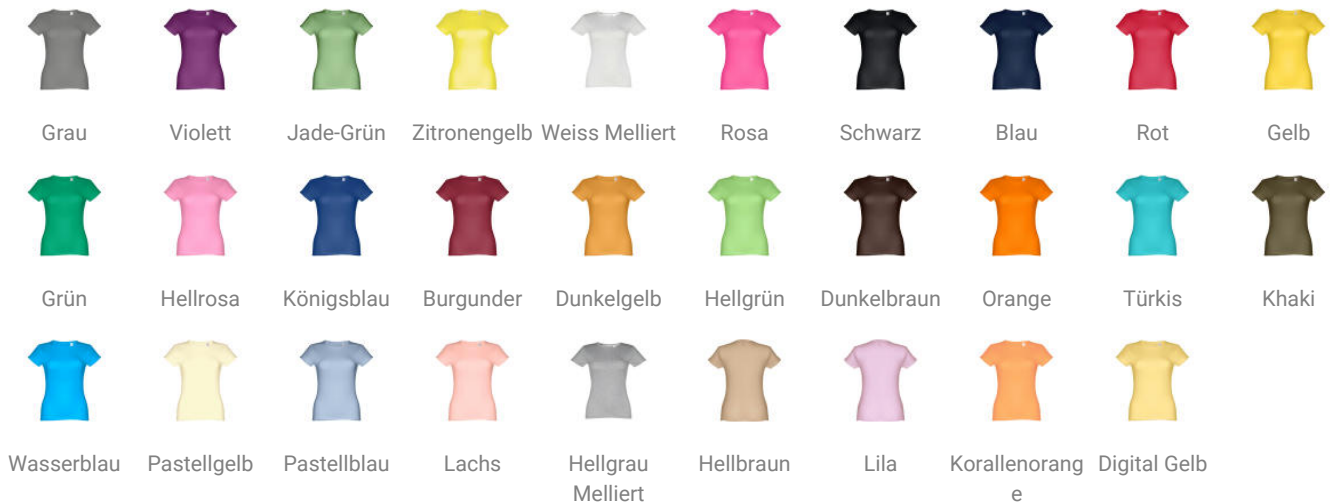 Grau Violett Jade-Grün Zitronengelb Weiss Melliert Rosa Schwarz Blau Rot Gelb
Grün Hellrosa Königsblau Burgunder Dunkelgelb Hellgrün Dunkelbraun Orange Türkis Khaki
Wasserblau Pastellgelb Pastellblau Lachs Hellgrau Hellbraun Lila Korallenorang Digital Gelb
Melliert e